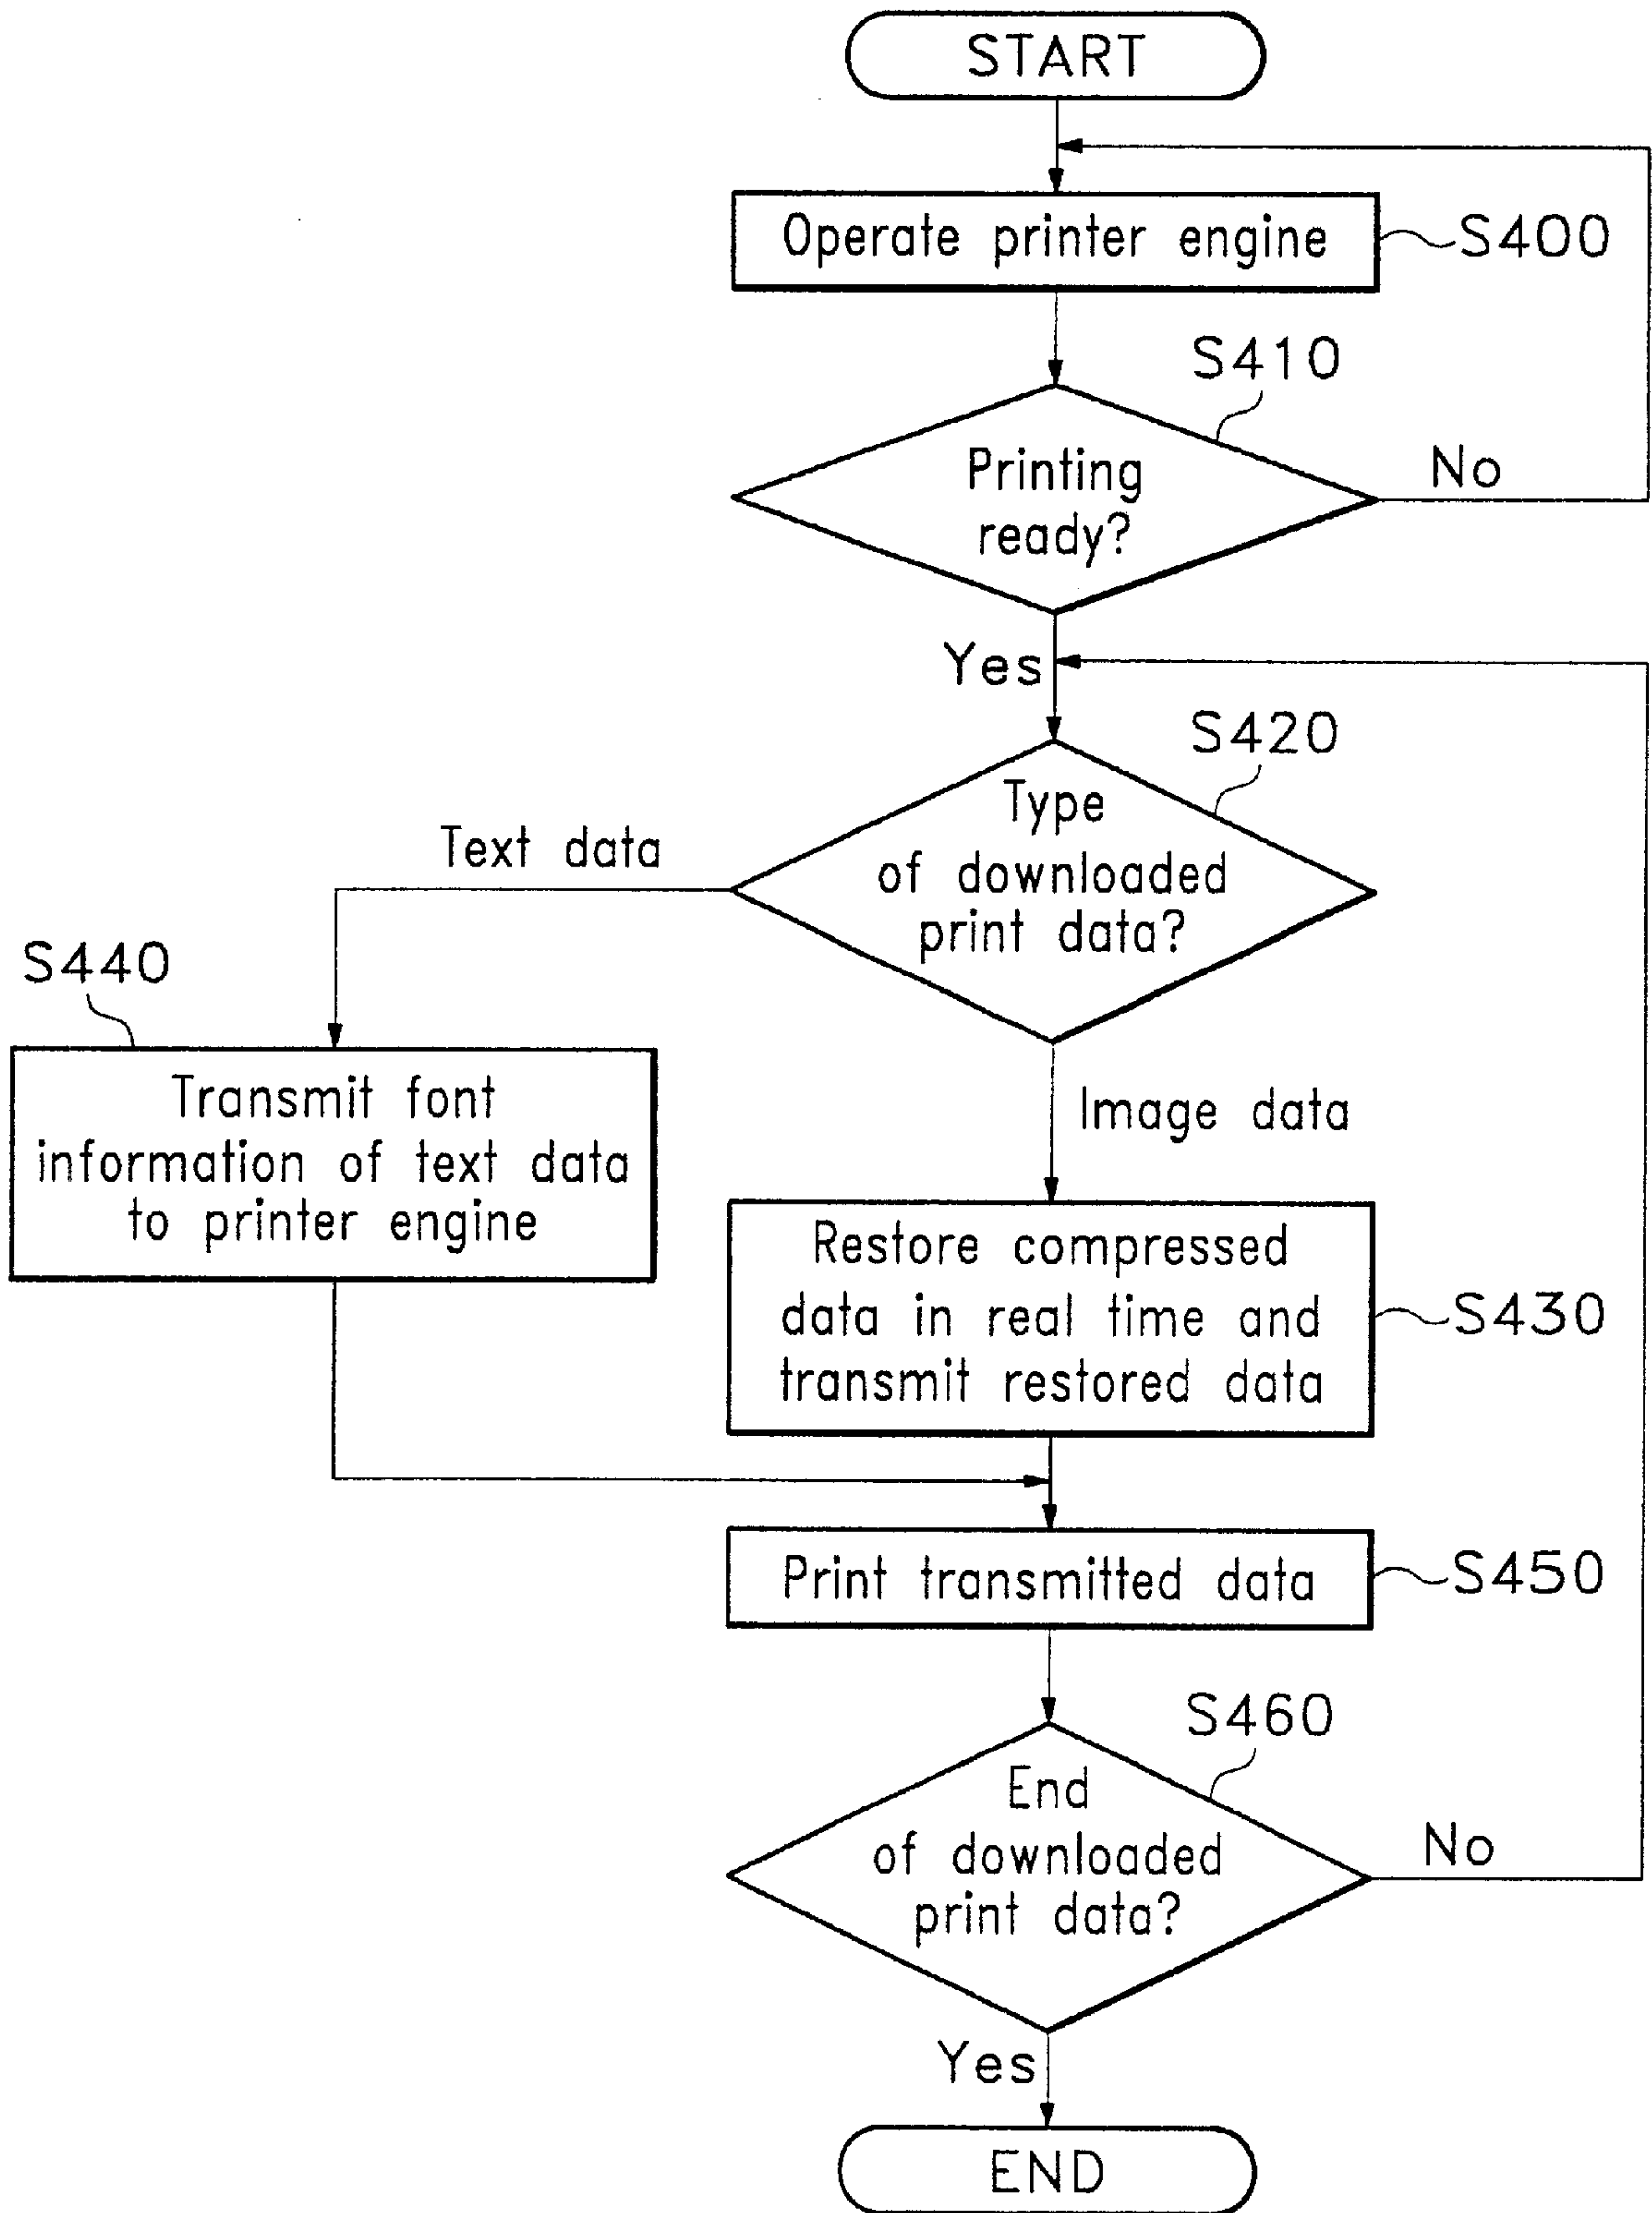 START
Operate printer engine
S400
S410
Printing
ready?
No
Yes
S420
Type
of downloaded
print data?
Text data
S440
Transmit font
information of text data
to printer engine
Image data
Restore compressed
data in real time and
transmit restored data
S430
Print transmitted data
S450
S460
End
of downloaded
print data?
No
Yes
END